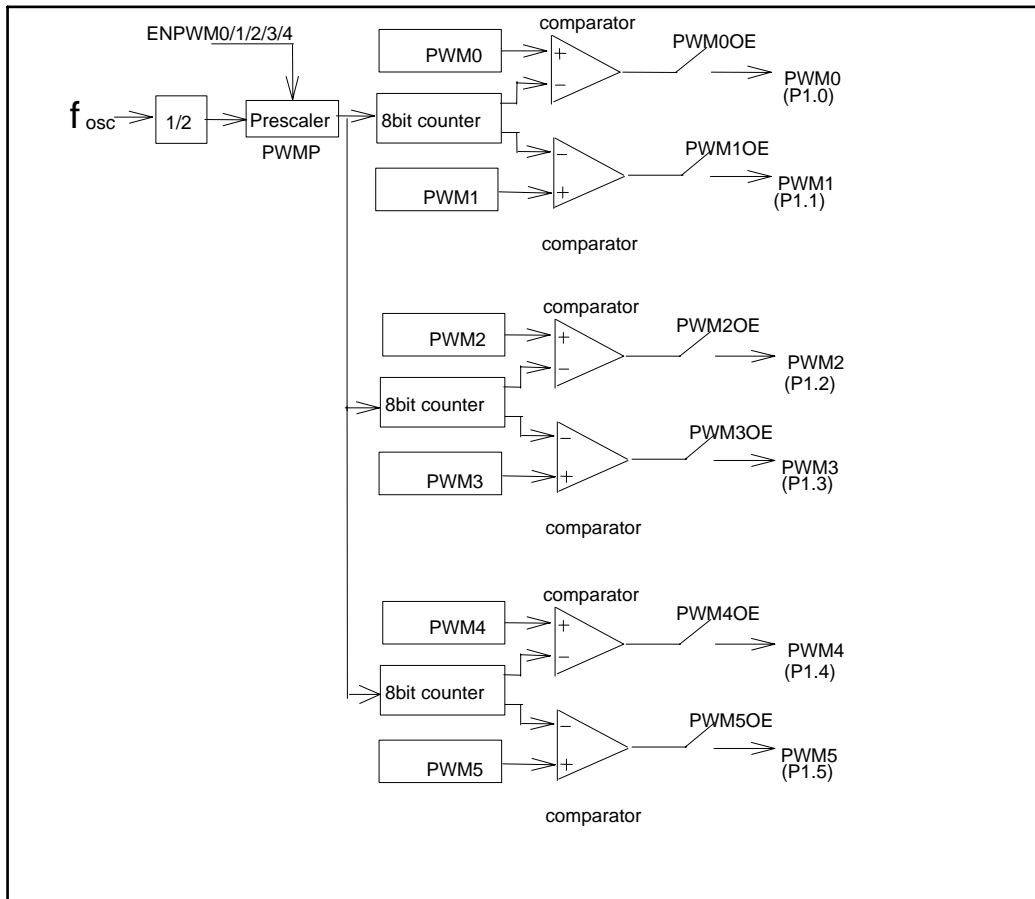 comparator
ENPWM0/1/2/3/4
PWM0
+
−
PWM0OE
PWM0
(P1.0)
f osc
1/2
Prescaler
PWMP
8bit counter
−
+
PWM1OE
PWM1
(P1.1)
PWM1
comparator
comparator
PWM2
+
−
PWM2OE
PWM2
(P1.2)
8bit counter
−
+
PWM3OE
PWM3
(P1.3)
PWM3
comparator
comparator
PWM4
+
−
PWM4OE
PWM4
(P1.4)
8bit counter
−
+
PWM5OE
PWM5
(P1.5)
PWM5
comparator